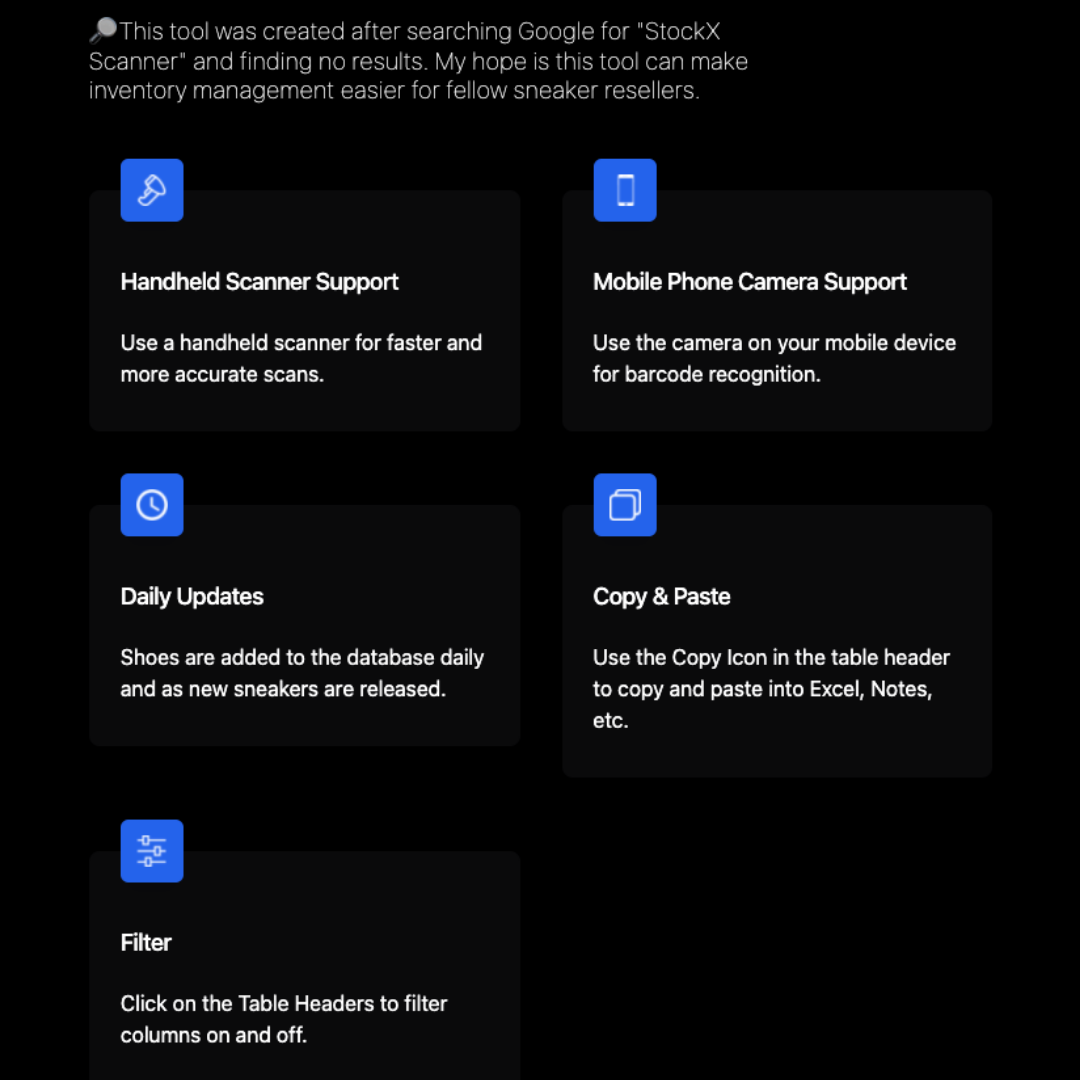 🔎This tool was created after searching Google for "StockX
Scanner" and finding no results. My hope is this tool can make
inventory management easier for fellow sneaker resellers.
Handheld Scanner Support
Use a handheld scanner for faster and
more accurate scans.
Mobile Phone Camera Support
Use the camera on your mobile device
for barcode recognition.
Daily Updates
Shoes are added to the database daily
and as new sneakers are released.
Copy & Paste
Use the Copy Icon in the table header
to copy and paste into Excel, Notes,
etc.
Filter
Click on the Table Headers to filter
columns on and off.